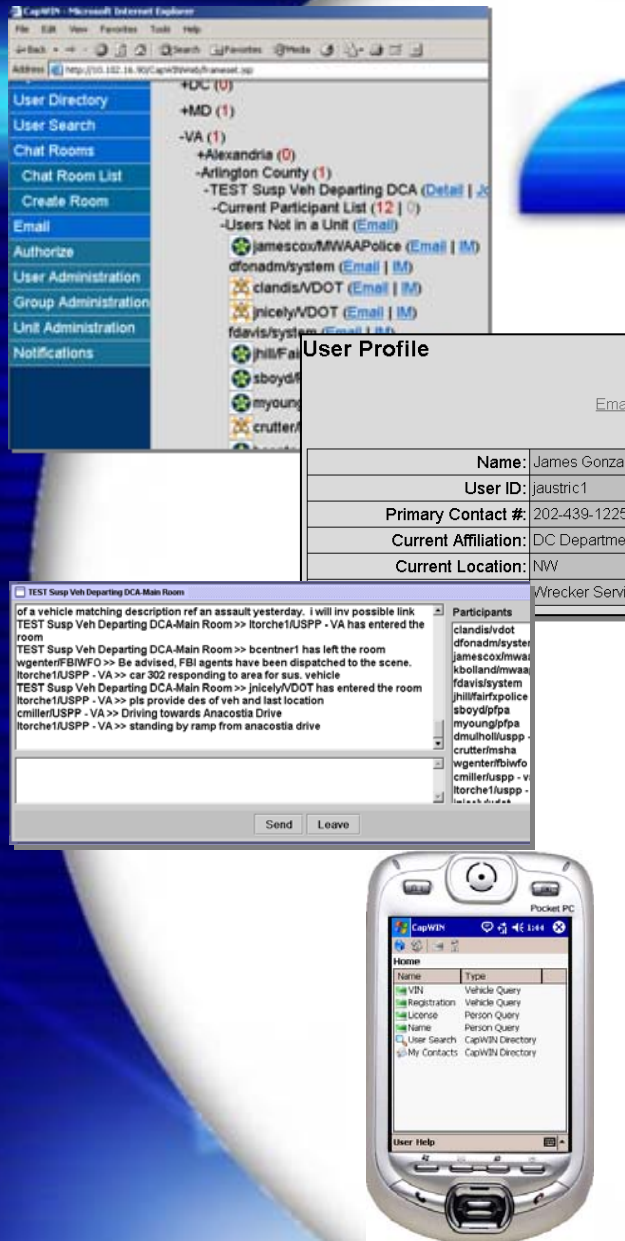 CapWIN - Microsoft Internet Explorer
File Edit View Favorites Tools Help
Back Search Favorites Media
Address http://10.102.16.90/CapWINWeb/frameset.jsp
User Directory
User Search
Chat Rooms
Chat Room List
Create Room
Email
Authorize
User Administration
Group Administration
Unit Administration
Notifications
+DC (0)
+MD (1)
-VA (1)
+Alexandria (0)
-Arlington County (1)
-TEST Susp Veh Departing DCA (Detail |
-Current Participant List (12 | 0)
-Users Not in a Unit (Email)
jamescox/MWAAPolice (Email | IM)
dfonadm/system (Email | IM)
clandis/VDOT (Email | IM)
jnicely/VDOT (Email | IM)
fdavis/system (Email | IM)
jhill/Fai
sboyd/
myoung
crutter/
User Profile
Ema
Name: James Gonza
User ID: jaustric1
Primary Contact #: 202-439-1225
Current Affiliation: DC Departme
Current Location: NW
Wrecker Servi
TEST Susp Veh Departing DCA-Main Room
of a vehicle matching description ref an assault yesterday. i will inv possible link
TEST Susp Veh Departing DCA-Main Room >> ltorche1/USPP - VA has entered the
room
TEST Susp Veh Departing DCA-Main Room >> bcentner1 has left the room
wgenter/FBIWFO >> Be advised, FBI agents have been dispatched to the scene.
ltorche1/USPP - VA >> car 302 responding to area for sus. vehicle
TEST Susp Veh Departing DCA-Main Room >> jnicely/VDOT has entered the room
ltorche1/USPP - VA >> pls provide des of veh and last location
cmiller/USPP - VA >> Driving towards Anacostia Drive
ltorche1/USPP - VA >> standing by ramp from anacostia drive
Participants
clandis/vdot
dfonadm/system
jamescox/mwaa
kbolland/mwaa
fdavis/system
jhill/fairfxpolice
sboyd/pfpa
myoung/pfpa
dmulholl/uspp -
crutter/msha
wgenter/fbiwfo
cmiller/uspp - v
ltorche1/uspp -
Send Leave
Pocket PC
CapWIN 1:44
Home
Name Type
VIN Vehicle Query
Registration Vehicle Query
License Person Query
Name Person Query
User Search CapWIN Directory
My Contacts CapWIN Directory
User Help